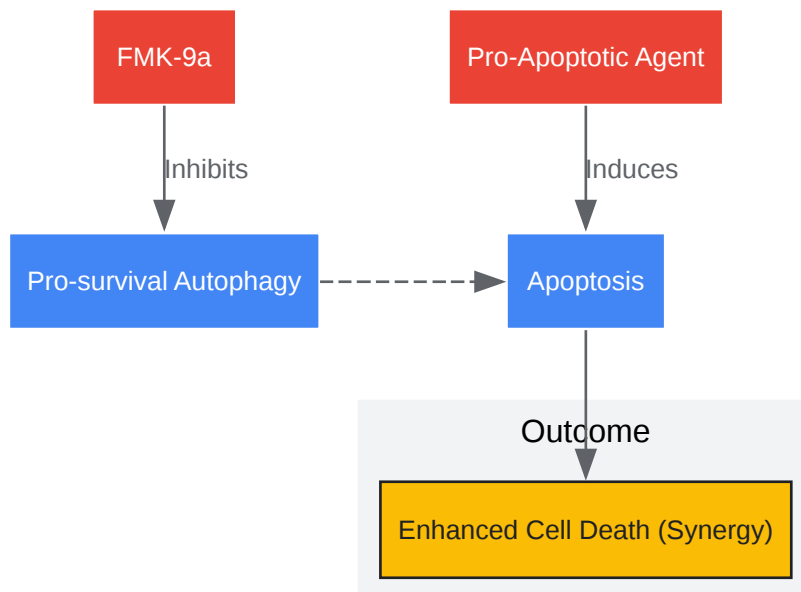 FMK-9a
Pro-Apoptotic Agent
Inhibits
Induces
Pro-survival Autophagy
Apoptosis
Outcome
Enhanced Cell Death (Synergy)